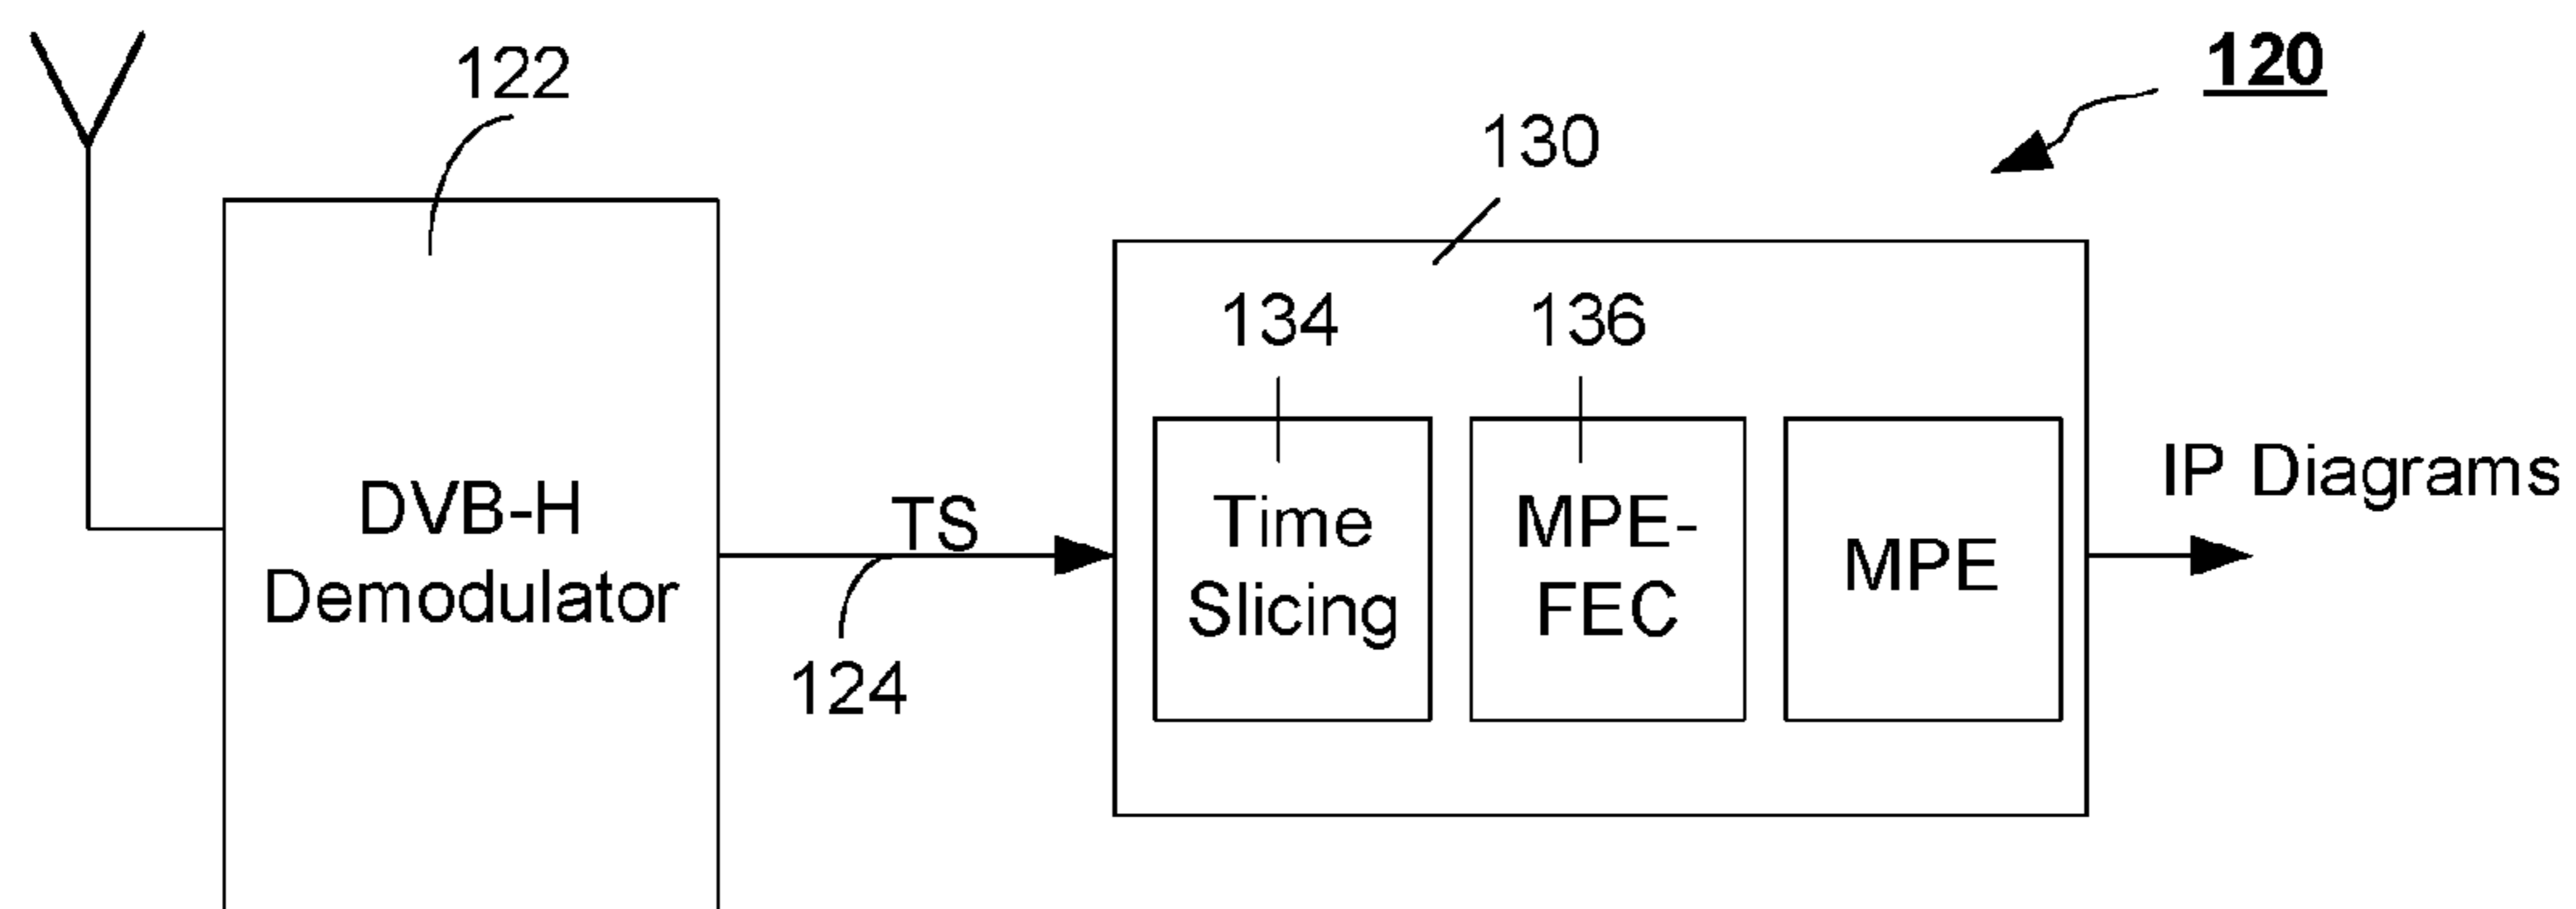 120
122
130
134
136
DVB-H
Demodulator
TS
124
Time
Slicing
MPE-
FEC
MPE
IP Diagrams